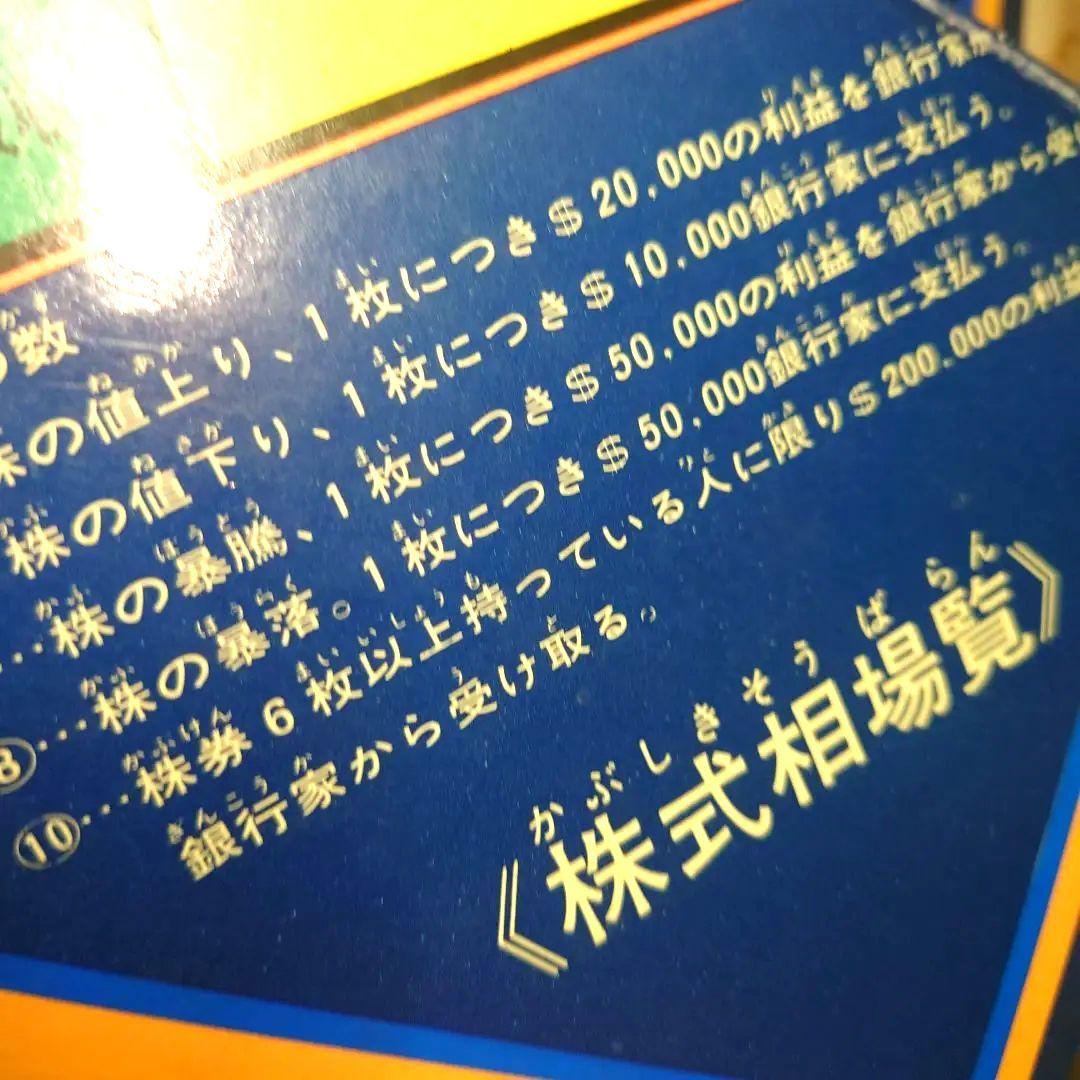 の数
株の値上り、1枚につき$20,000の利益を銀行家
株の値下り、1枚につき$10,000銀行家に支払う。
…株の暴騰、1枚につき$50,000の利益を銀行家から受
⑧…株の暴落。1枚につき$50,000銀行家に支払う。
⑩…株券6枚以上持っている人に限り$200.000の利益
銀行家から受け取る。
《株式相場覧》